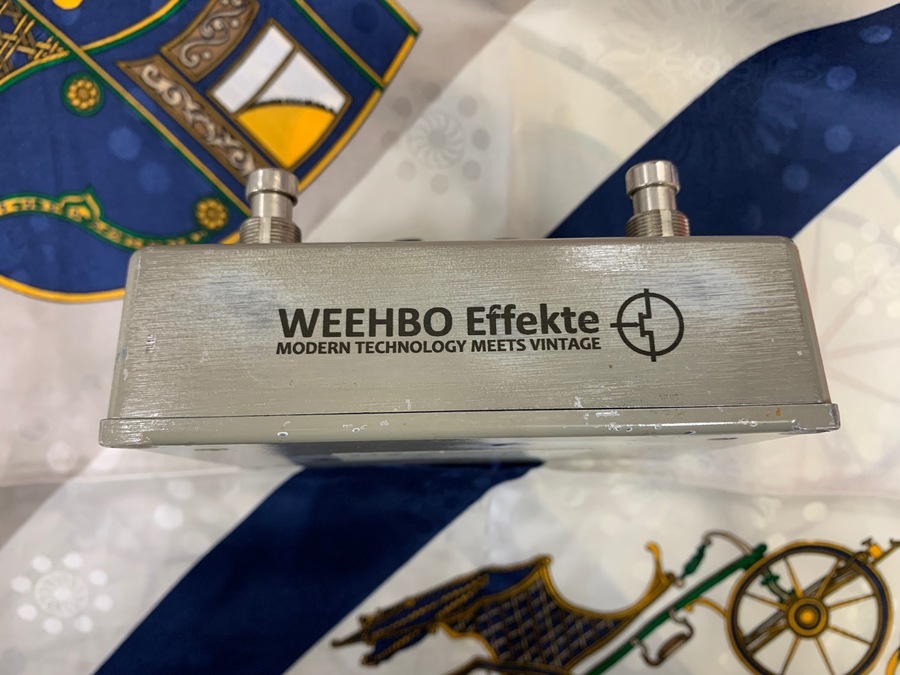 WEEHBO Effekte
MODERN TECHNOLOGY MEETS VINTAGE